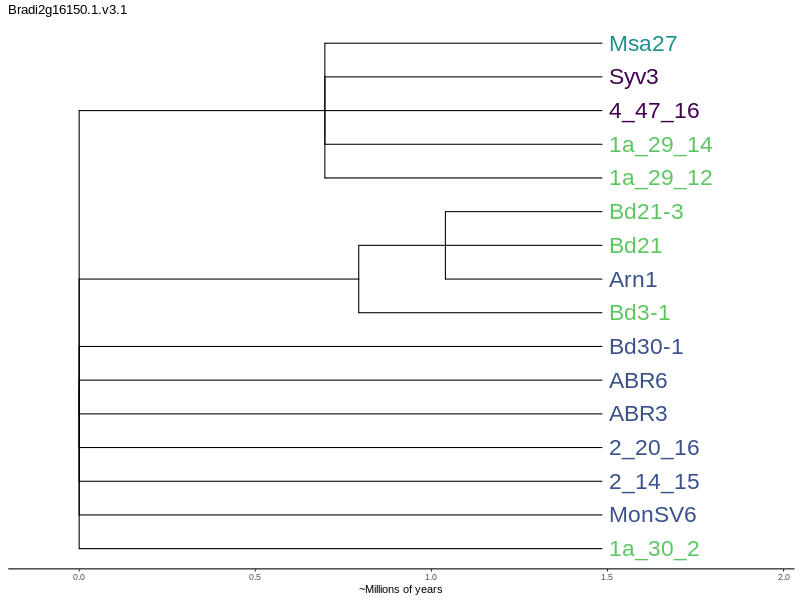 Bradi2g16150.1.v3.1
Msa27
Syv3
4_47_16
1a_29_14
1a_29_12
Bd21-3
Bd21
Arn1
Bd3-1
Bd30-1
ABR6
ABR3
2_20_16
2_14_15
MonSV6
1a_30_2
0.0 0.5 1.0 1.5 2.0
~Millions of years